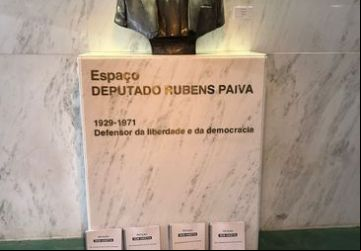 Espaço
DEPUTADO RUBENS PAIVA
1929-1971
Defensor da liberdade e da democracia